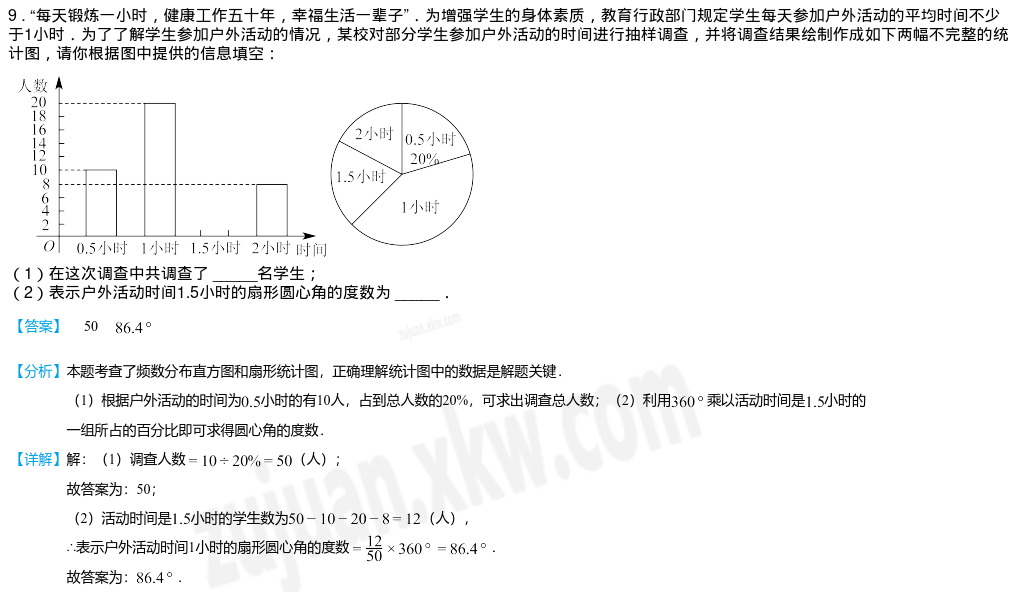 9．“每天锻炼一小时，健康工作五十年，幸福生活一辈子”．为增强学生的身体素质，教育行政部门规定学生每天参加户外活动的平均时间不少
于1小时．为了了解学生参加户外活动的情况，某校对部分学生参加户外活动的时间进行抽样调查，并将调查结果绘制成如下两幅不完整的统
计图，请你根据图中提供的信息填空：
人数
20
18
16
14
12
10
8
6
4
2
O
0.5小时 1小时 1.5小时 2小时 时间
2小时
0.5小时
20%
1.5小时
1小时
（1）在这次调查中共调查了 ______名学生；
（2）表示户外活动时间1.5小时的扇形圆心角的度数为 ______．
【答案】 50 86.4°
【分析】本题考查了频数分布直方图和扇形统计图，正确理解统计图中的数据是解题关键．
（1）根据户外活动的时间为0.5小时的有10人，占到总人数的20%，可求出调查总人数；（2）利用360°乘以活动时间是1.5小时的
一组所占的百分比即可求得圆心角的度数．
【详解】解：（1）调查人数＝10÷20%＝50（人）；
故答案为：50；
（2）活动时间是1.5小时的学生数为50－10－20－8＝12（人），
∴表示户外活动时间1小时的扇形圆心角的度数＝12/50×360°＝86.4°．
故答案为：86.4°．
zujuan.xkw.com
zujuan.xkw.com